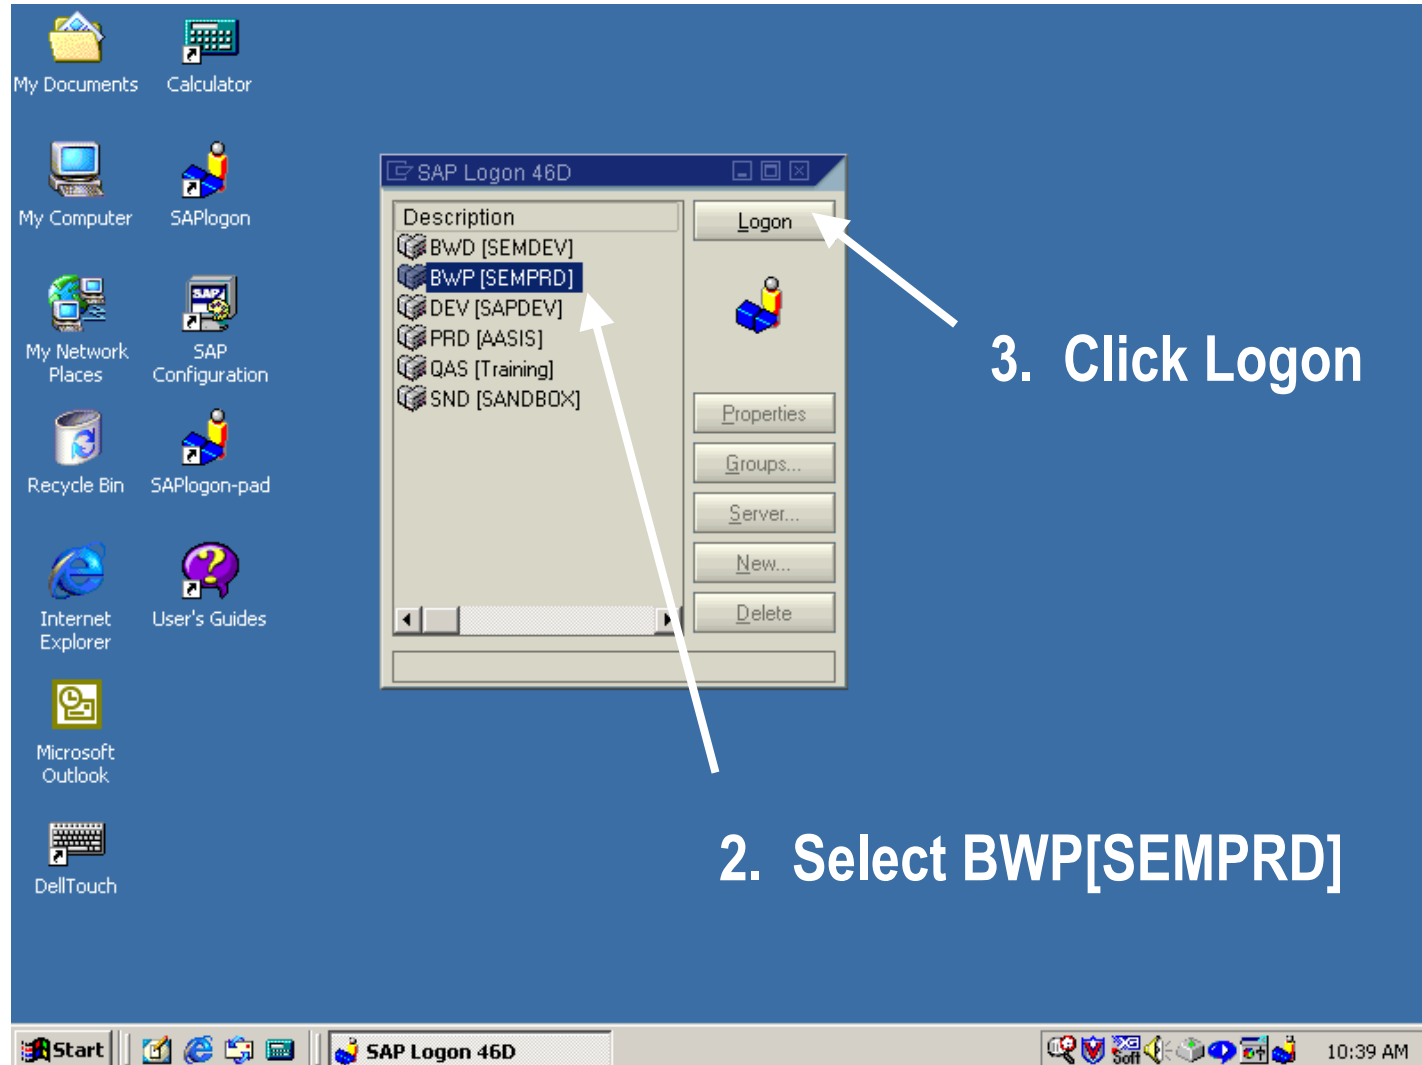 My Documents
Calculator
My Computer
SAPlogon
My Network
Places
SAP
Configuration
Recycle Bin
SAPlogon-pad
Internet
Explorer
User's Guides
Microsoft
Outlook
DellTouch
SAP Logon 46D
Description
BWD [SEMDEV]
BWP [SEMPRD]
DEV [SAPDEV]
PRD [AASIS]
QAS [Training]
SND [SANDBOX]
Logon
Properties
Groups...
Server...
New...
Delete
3. Click Logon
2. Select BWP[SEMPRD]
Start
SAP Logon 46D
10:39 AM